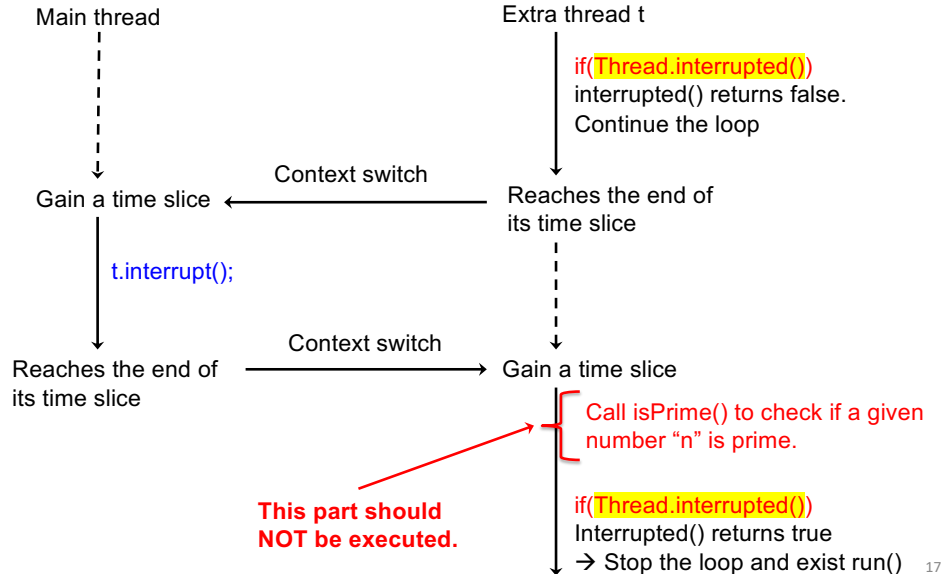 Main thread
Extra thread t
if(Thread.interrupted())
interrupted() returns false.
Continue the loop
Context switch
Gain a time slice
Reaches the end of
its time slice
t.interrupt();
Context switch
Reaches the end of
its time slice
Gain a time slice
Call isPrime() to check if a given
number “n” is prime.
This part should
NOT be executed.
if(Thread.interrupted())
Interrupted() returns true
→ Stop the loop and exist run()
17